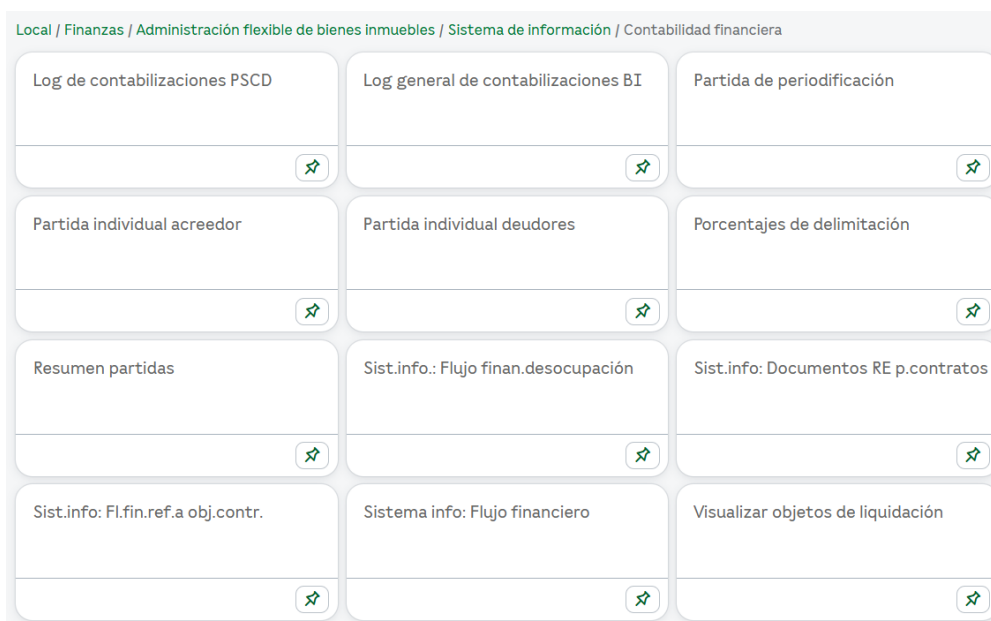 Local / Finanzas / Administración flexible de bienes inmuebles / Sistema de información / Contabilidad financiera
Log de contabilizaciones PSCD
Log general de contabilizaciones BI
Partida de periodificación
Partida individual acreedor
Partida individual deudores
Porcentajes de delimitación
Resumen partidas
Sist.info.: Flujo finan.desocupación
Sist.info: Documentos RE p.contratos
Sist.info: Fl.fin.ref.a obj.contr.
Sistema info: Flujo financiero
Visualizar objetos de liquidación